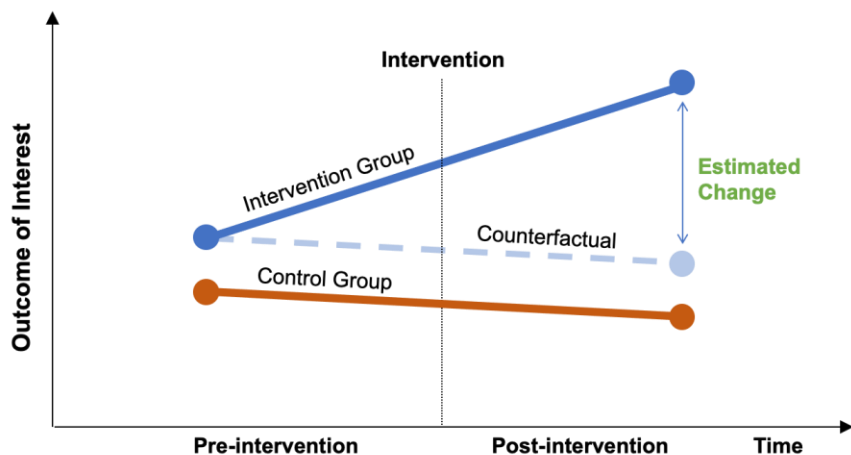 Intervention
Outcome of Interest
Intervention Group
Estimated
Change
Counterfactual
Control Group
Pre-intervention
Post-intervention
Time